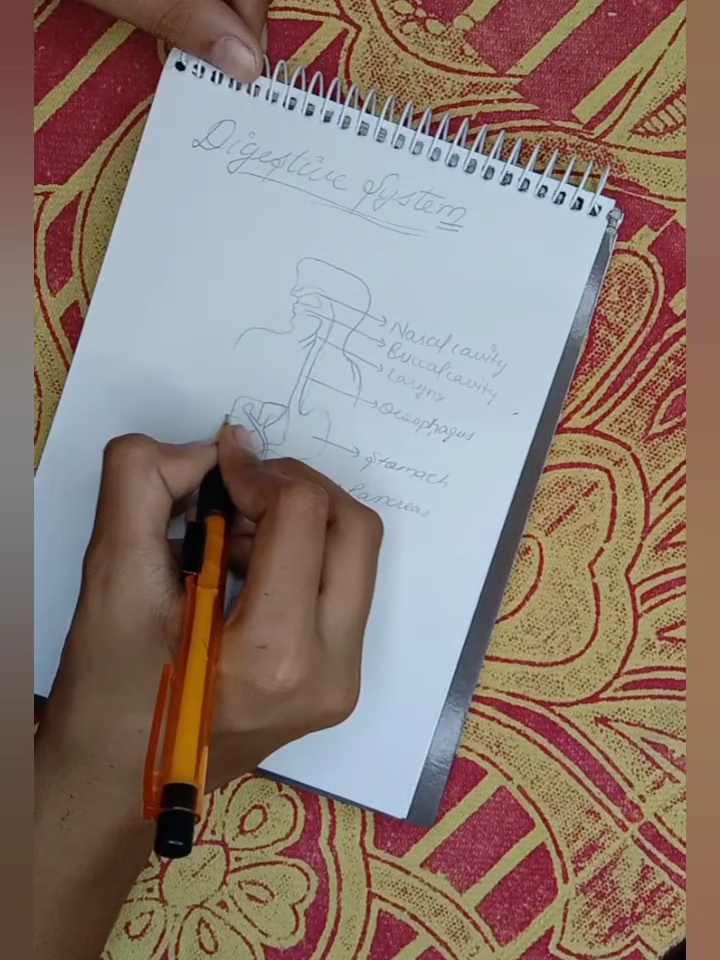 Digestive System
Nasal cavity
Buccal cavity
Larynx
Oesophagus
Stomach
Pancreas